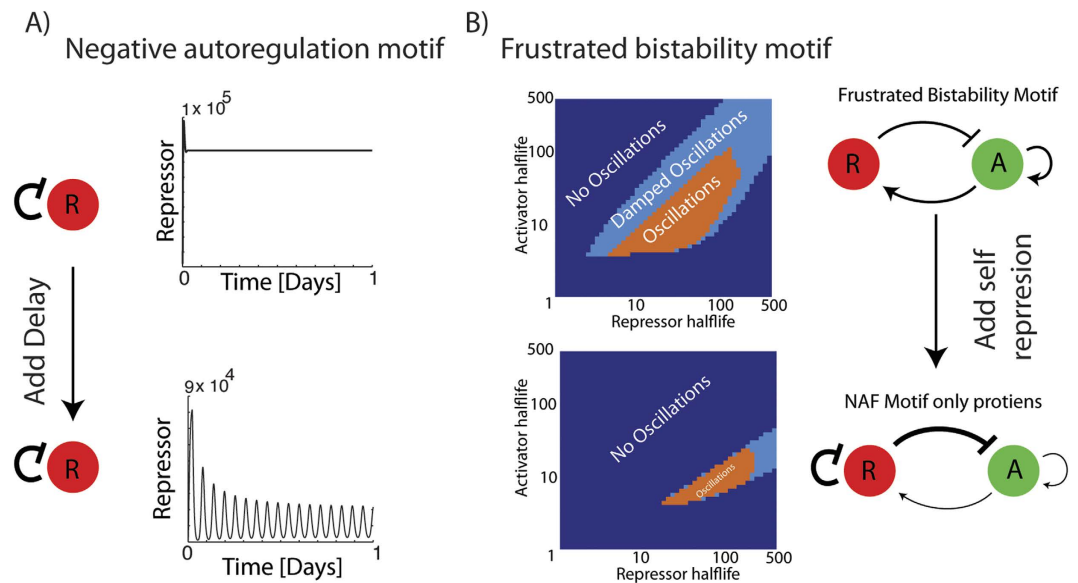 A)
Negative autoregulation motif
1x 10^5
Repressor
0
1
Time [Days]
R
Add Delay
R
9x 10^4
Repressor
0
1
Time [Days]
B)
Frustrated bistability motif
500
100
10
1
Activator halflife
No Oscillations
Damped Oscillations
Oscillations
10
100
500
Repressor halflife
Frustrated Bistability Motif
R
A
Add self
reprresion
500
100
10
1
Activator halflife
No Oscillations
Oscillations
10
100
500
Repressor halflife
NAF Motif only protiens
R
A